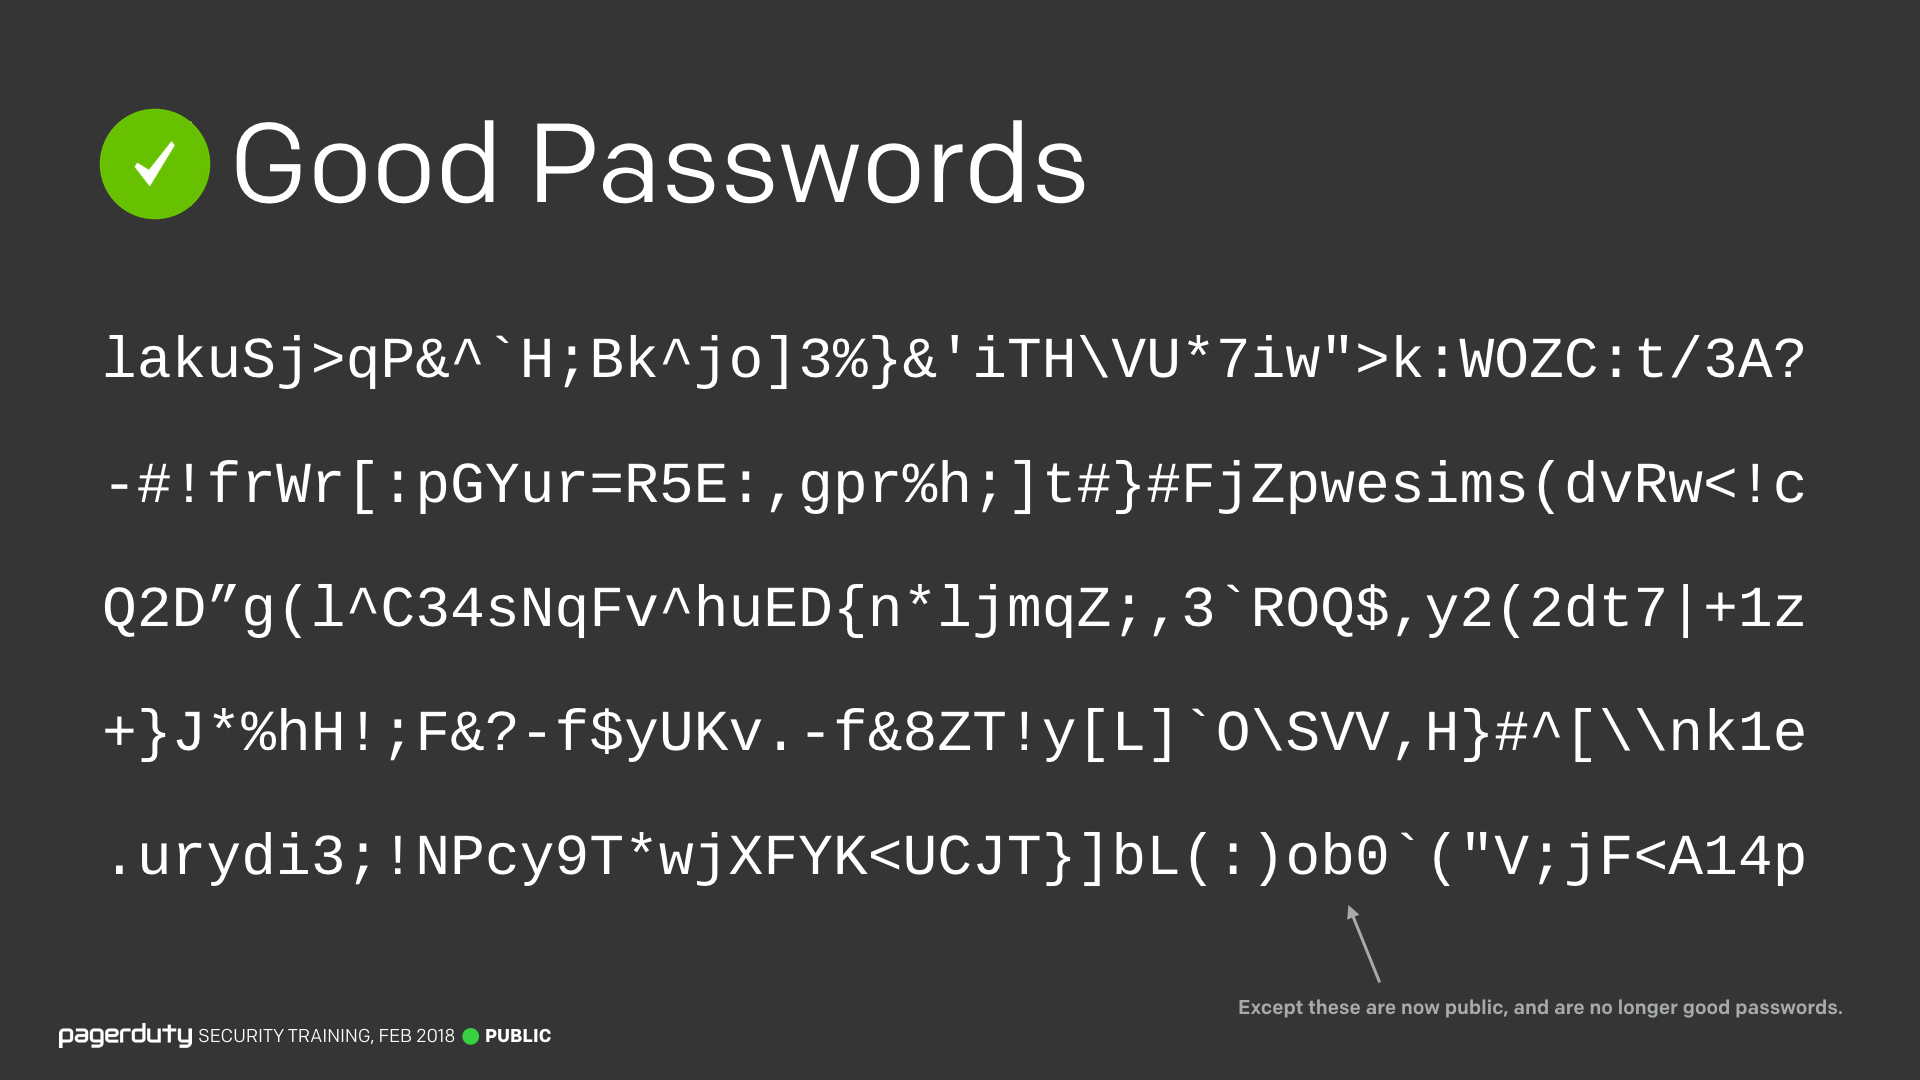 Good Passwords
lakuSj>qP&^`H;Bk^jo]3%}&'iTH\VU*7iw">k:WOZC:t/3A?
-#!frWr[:pGYur=R5E:,gpr%h;]t#}#FjZpwesims(dvRw<!c
Q2D”g(l^C34sNqFv^huED{n*ljmqZ;,3`ROQ$,y2(2dt7|+1z
+}J*%hH!;F&?-f$yUKv.-f&8ZT!y[L]`O\SVV,H}#^[\\nk1e
.urydi3;!NPcy9T*wjXFYK<UCJT}]bL(:)ob0`("V;jF<A14p
Except these are now public, and are no longer good passwords.
pagerduty SECURITY TRAINING, FEB 2018 PUBLIC